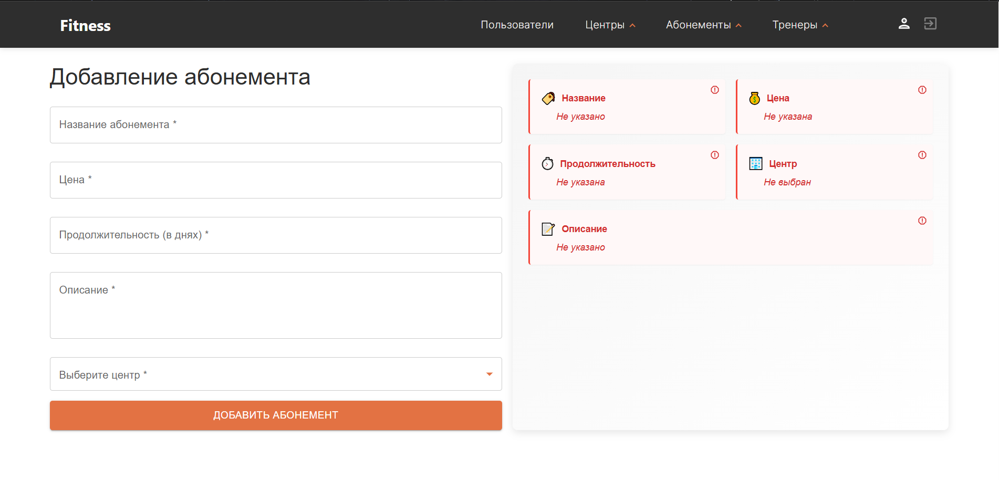 Fitness
Пользователи
Центры
Абонементы
Тренеры
Добавление абонемента
Название абонемента *
Цена *
Продолжительность (в днях) *
Описание *
Выберите центр *
ДОБАВИТЬ АБОНЕМЕНТ
Название
Не указано
Цена
Не указана
Продолжительность
Не указана
Центр
Не выбран
Описание
Не указано